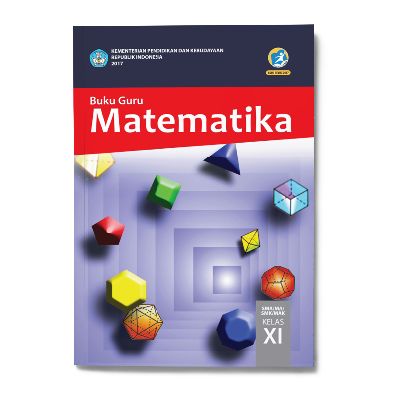 KEMENTERIAN PENDIDIKAN DAN KEBUDAYAAN
REPUBLIK INDONESIA
2017
Buku Guru
Matematika
SMA/MA/
SMK/MAK
KELAS
XI